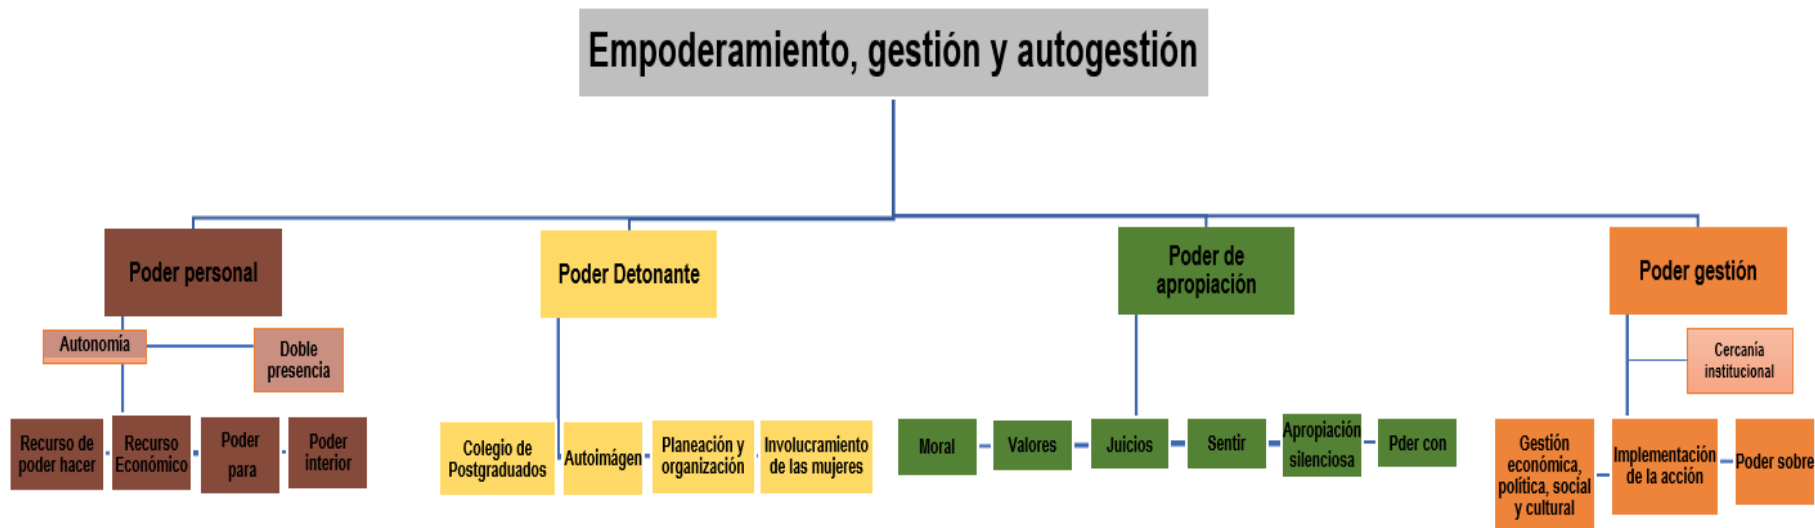 Empoderamiento, gestión y autogestión
Poder personal
Poder Detonante
Poder de
apropiación
Poder gestión
Autonomía
Doble
presencia
Cercanía
institucional
Recurso de
poder hacer
Recurso
Económico
Poder
para
Poder
interior
Colegio de
Postgraduados
Autoimágen
Planeación y
organización
Involucramiento
de las mujeres
Moral
Valores
Juicios
Sentir
Apropiación
silenciosa
Pder con
Gestión
económica,
política, social
y cultural
Implementación
de la acción
Poder sobre